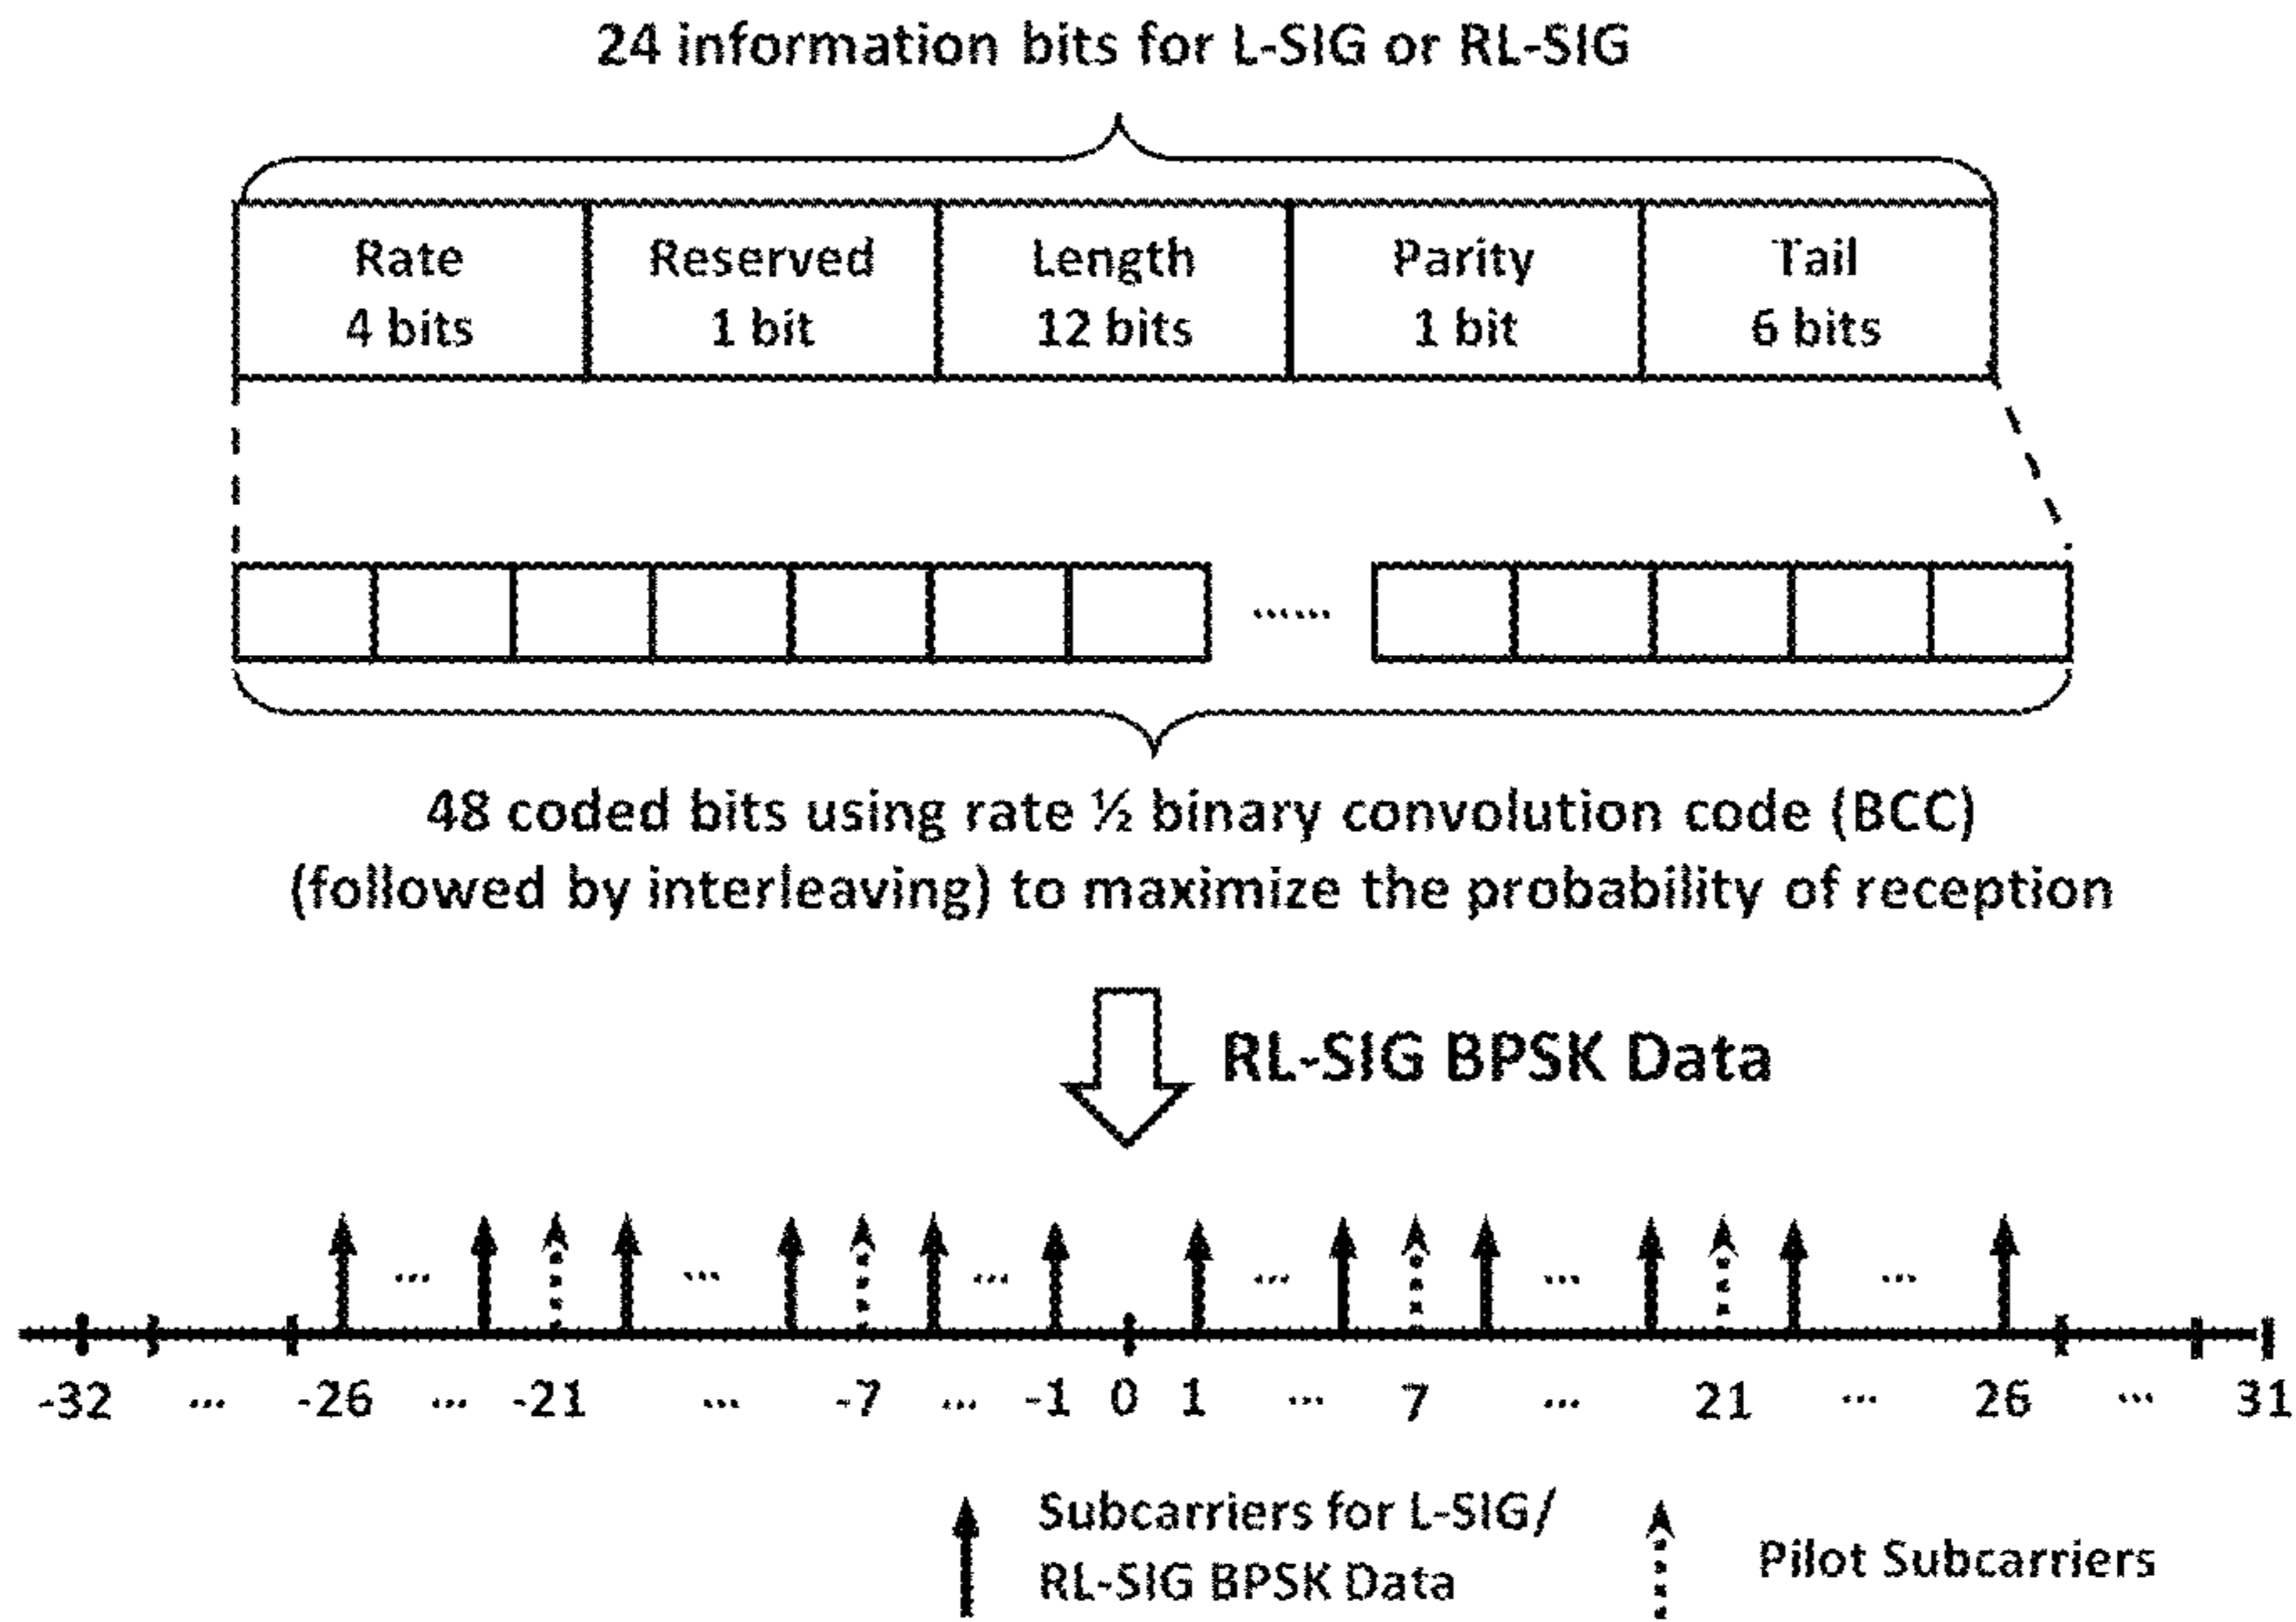 24 information bits for L-SIG or RL-SIG
Rate Reserved Length Parity Tail
4 bits 1 bit 12 bits 1 bit 6 bits
......
48 coded bits using rate ½ binary convolution code (BCC)
(followed by interleaving) to maximize the probability of reception
RL-SIG BPSK Data
... ... ... ... ... ...
-32 ... -26 ... -21 ... -7 ... -1 0 1 ... 7 ... 21 ... 26 ... 31
Subcarriers for L-SIG/
RL-SIG BPSK Data
Pilot Subcarriers